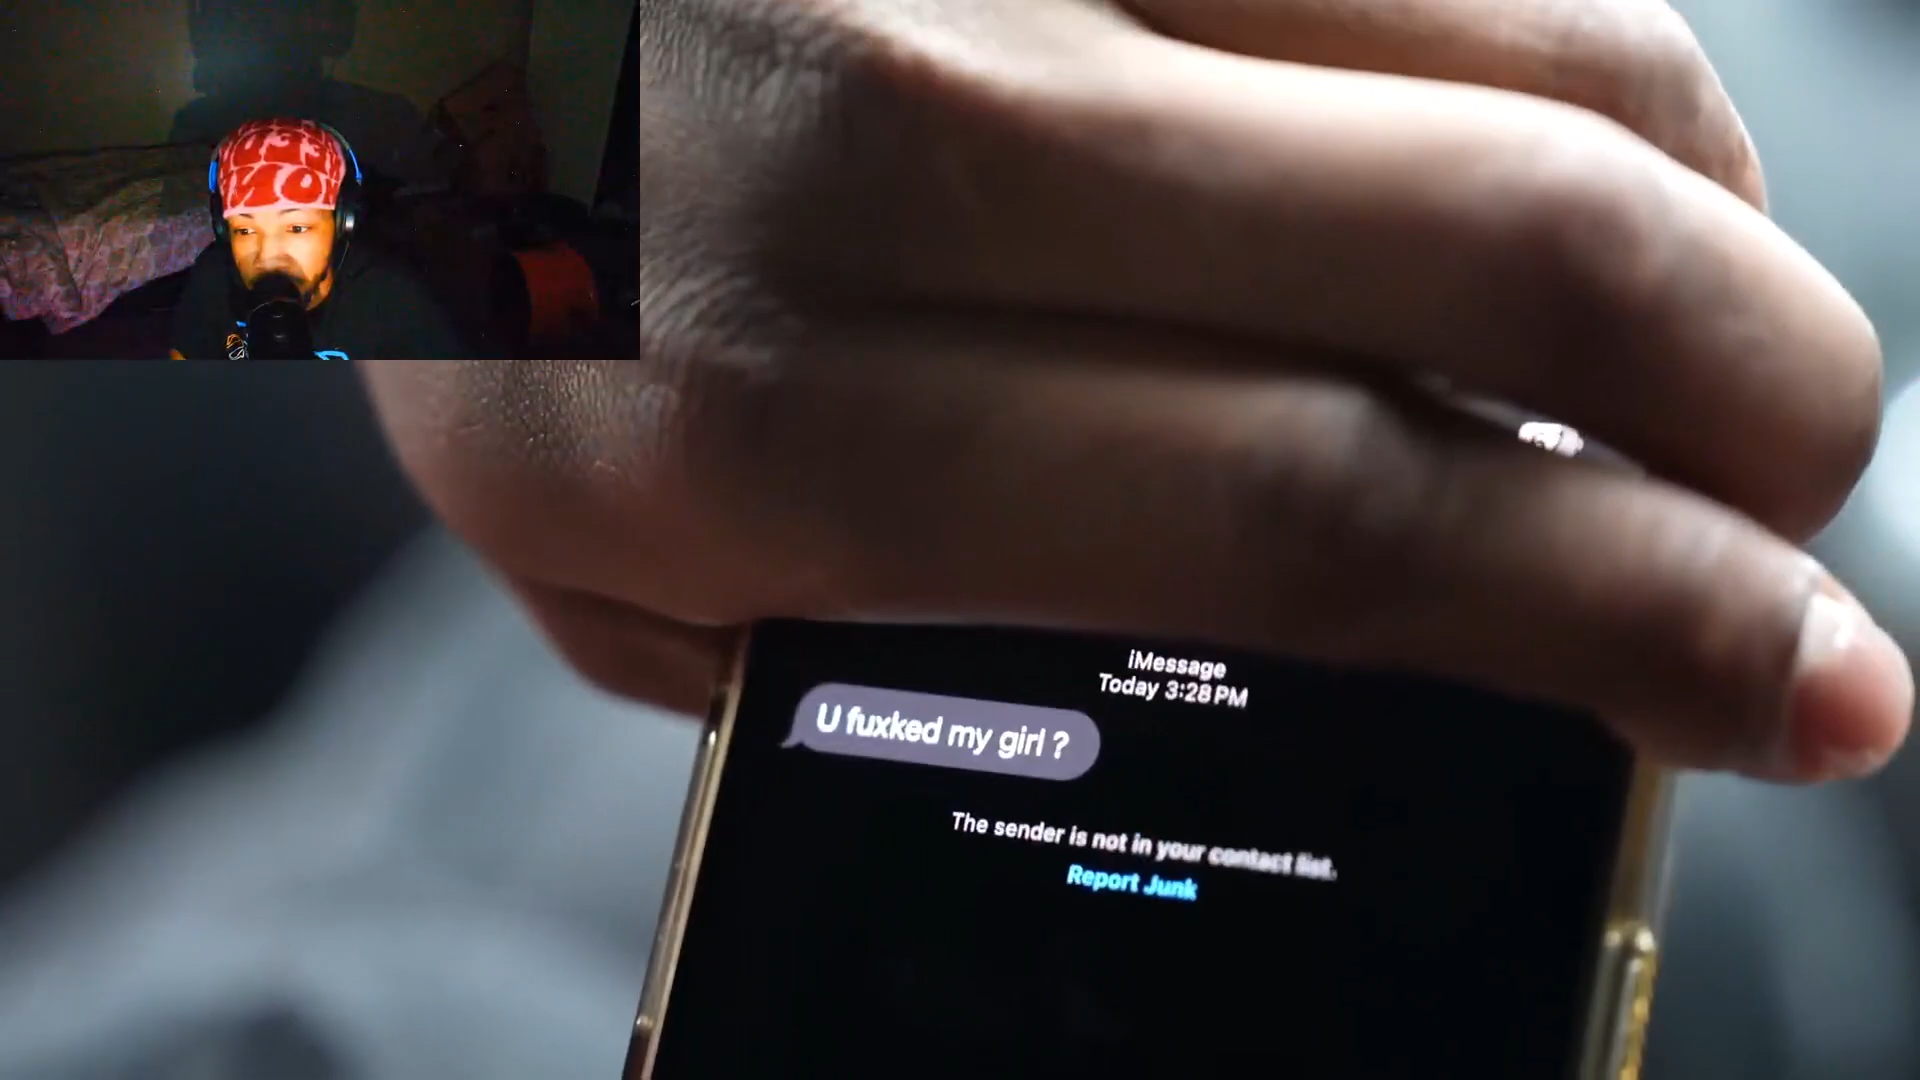 iMessage
Today 3:28 PM
U fuxked my girl ?
The sender is not in your contact list.
Report Junk